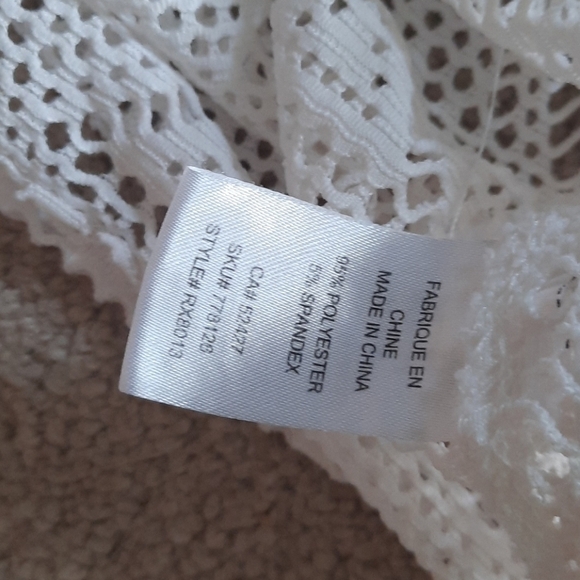 FABRIQUE EN
CHINE
MADE IN CHINA
95% POLYESTER
5% SPANDEX
CA# 52427
SKU# 778128
STYLE# RX8013